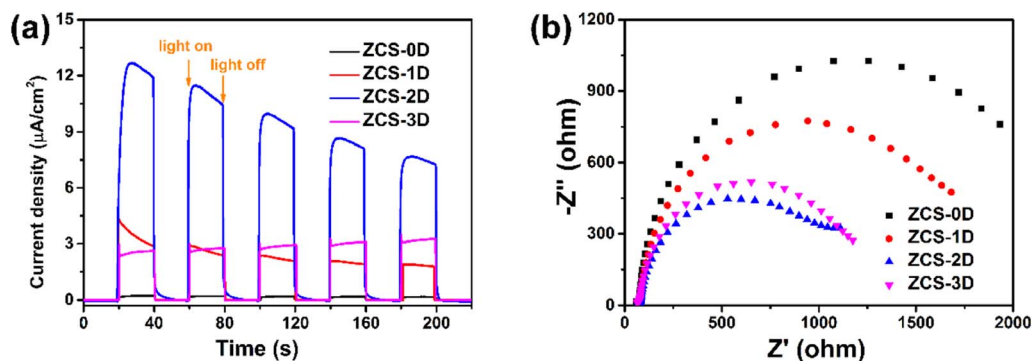 (a)
Current density (μA/cm²)
15
12
9
6
3
0
light on
light off
ZCS-0D
ZCS-1D
ZCS-2D
ZCS-3D
0 40 80 120 160 200
Time (s)
(b)
-Z'' (ohm)
1200
900
600
300
0
ZCS-0D
ZCS-1D
ZCS-2D
ZCS-3D
0 500 1000 1500 2000
Z' (ohm)